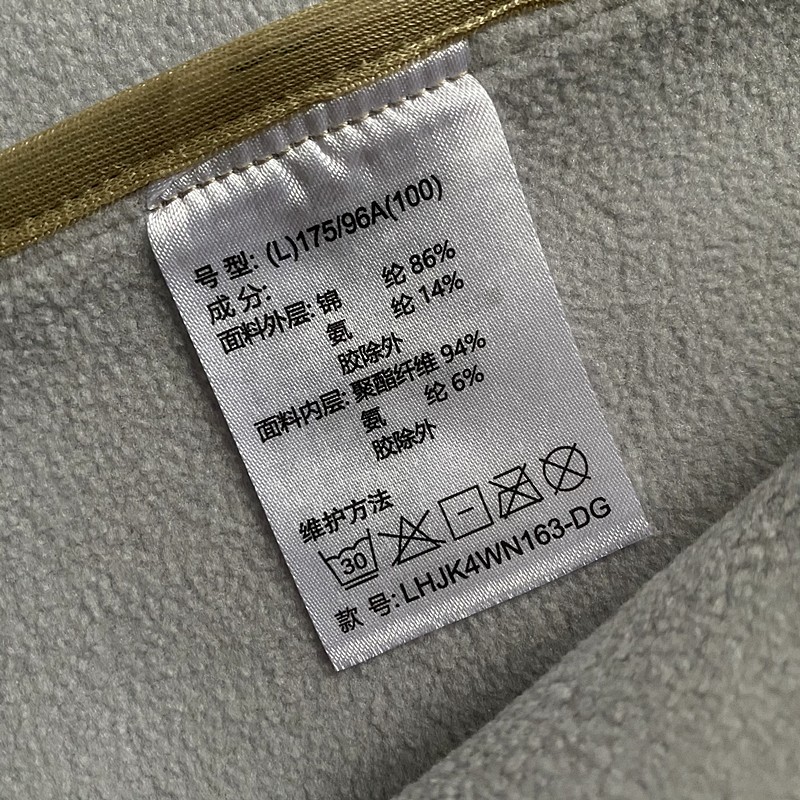 号 型: (L)175/96A(100)
成 分:
面料外层: 锦 纶 86%
氨 纶 14%
胶除外
面料内层: 聚酯纤维 94%
氨 纶 6%
胶除外
维护方法
30
款 号: LHJK4WN163-DG